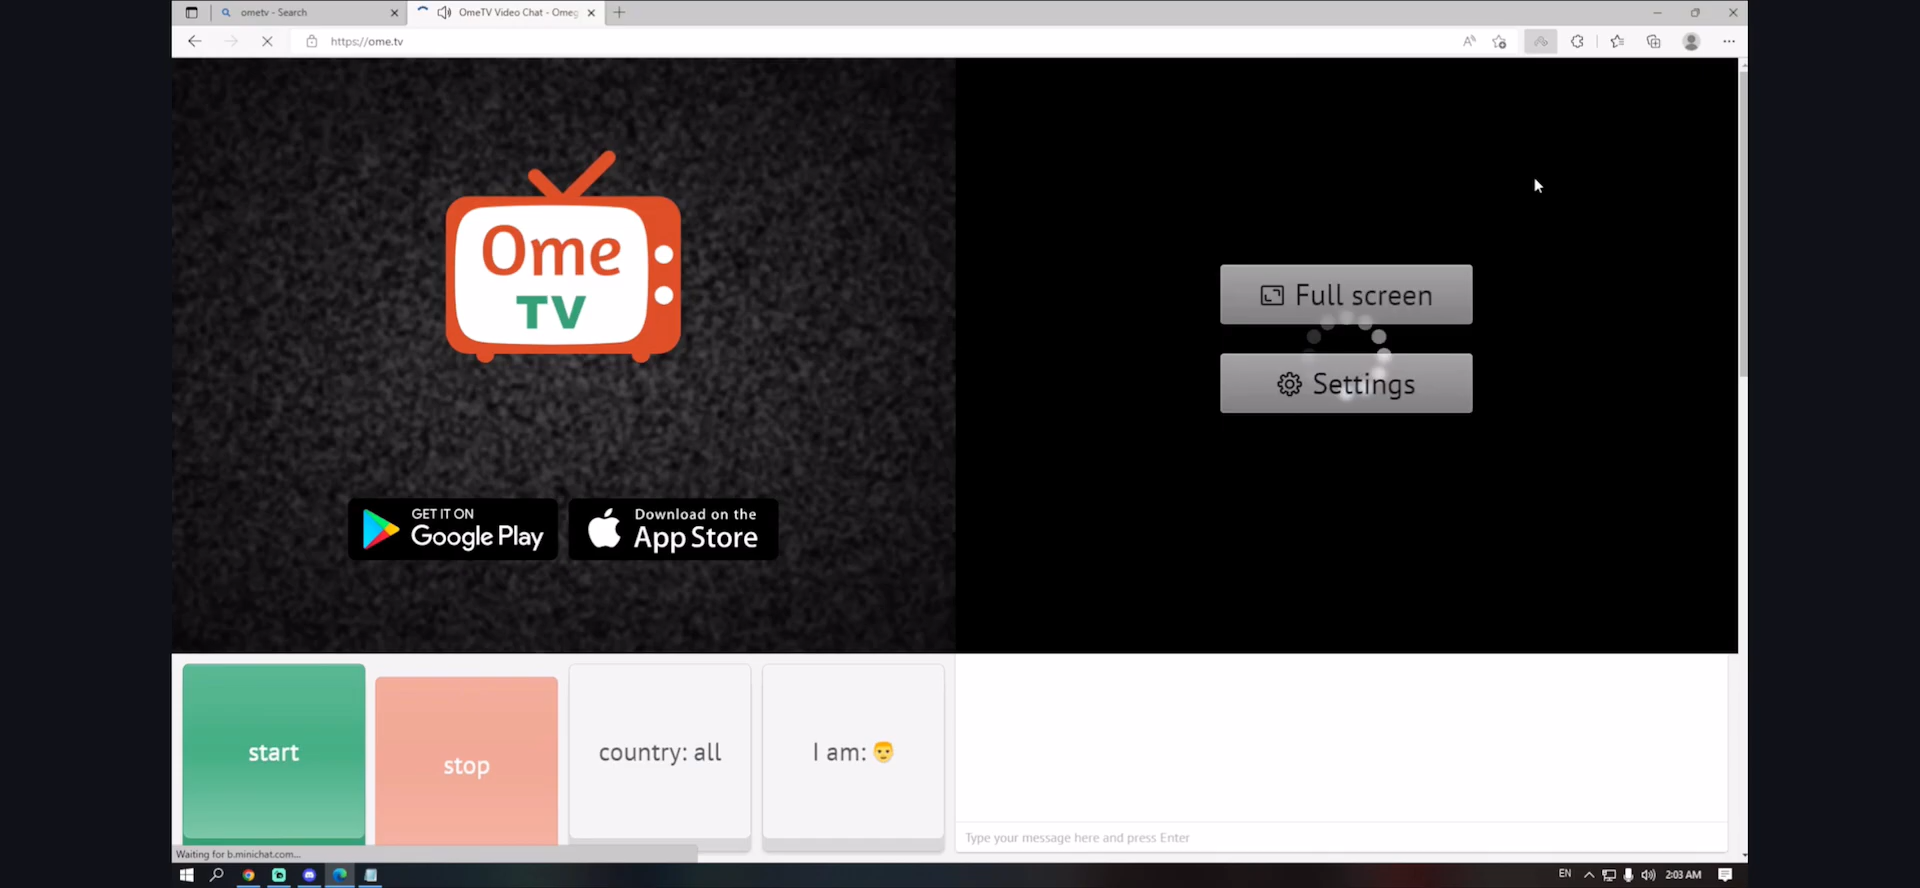 ometv - Search
OmeTV Video Chat - Omeg
https://ome.tv
Ome
TV
GET IT ON
Google Play
Download on the
App Store
Full screen
Settings
start
stop
country: all
I am:
Type your message here and press Enter
Waiting for b.minichat.com...
EN
2:03 AM